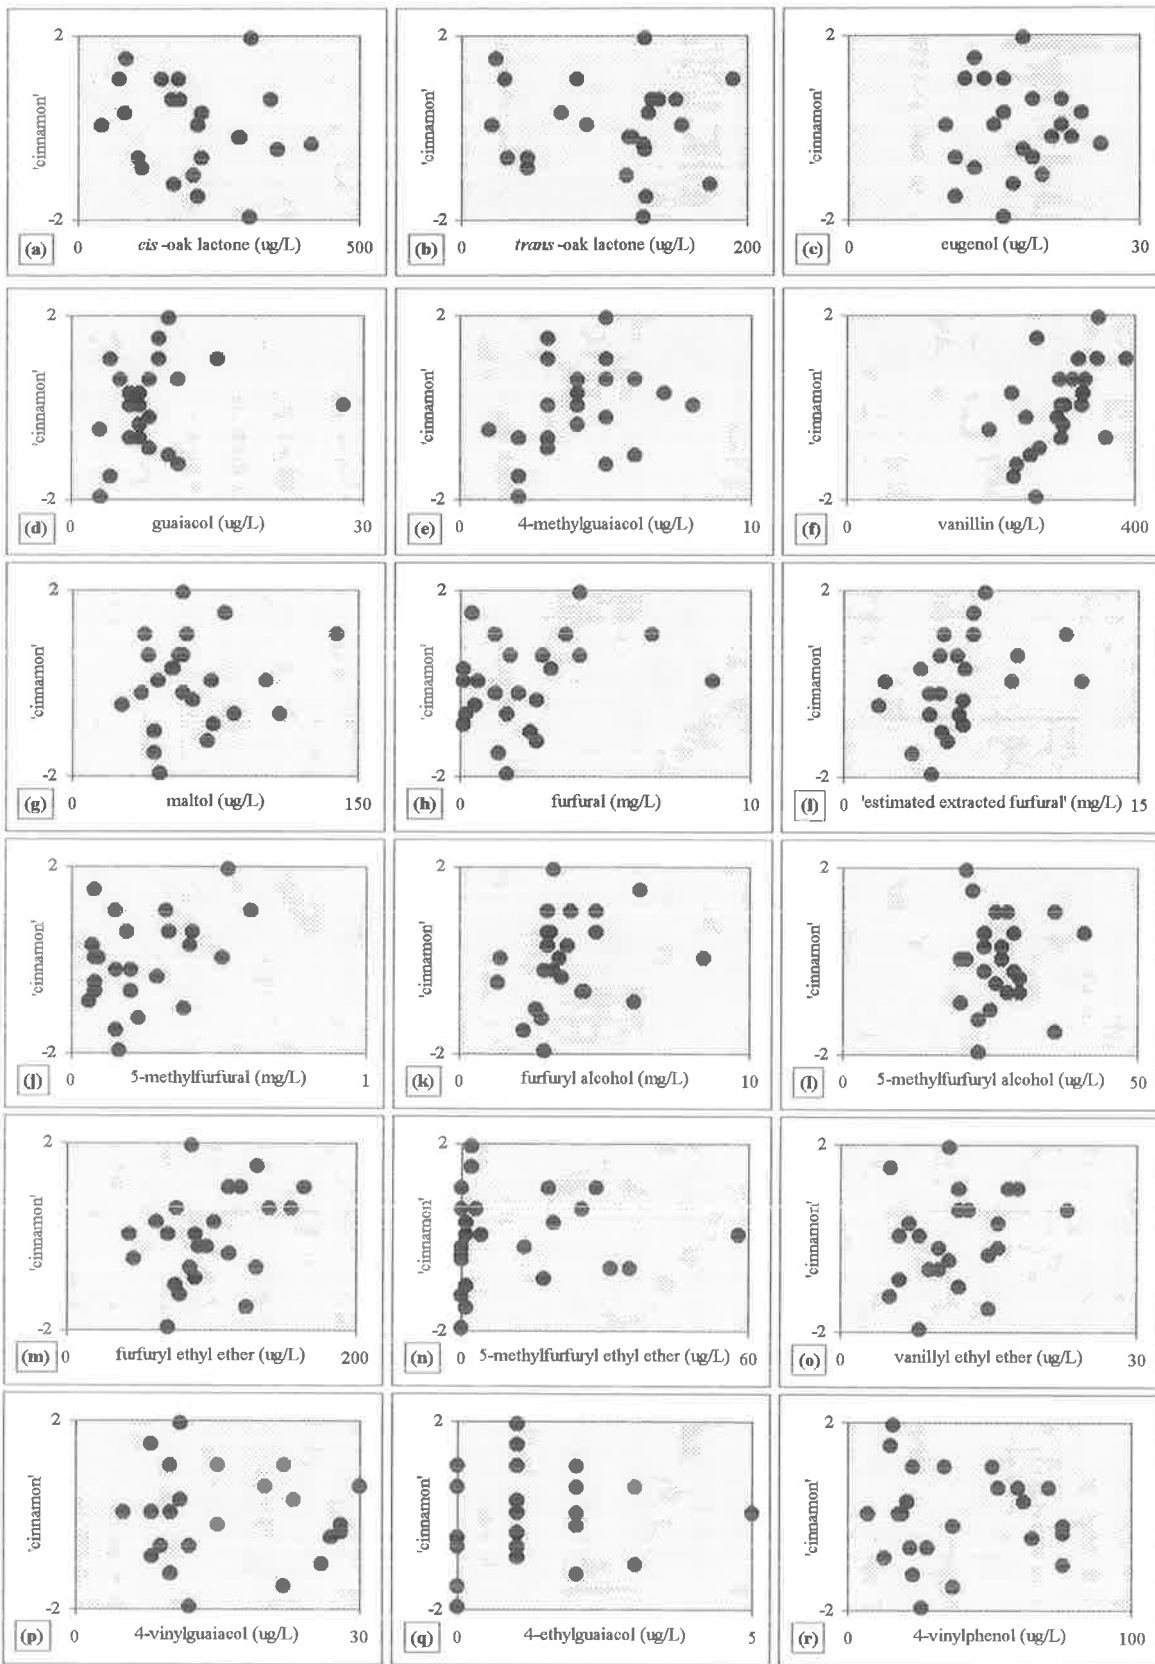 2 2 2
'cinnamon' 'cinnamon' 'cinnamon'
-2 -2 -2
0 500 0 200 0 30
(a) cis -oak lactone (ug/L) (b) trans -oak lactone (ug/L) (c) eugenol (ug/L)
2 2 2
'cinnamon' 'cinnamon' 'cinnamon'
-2 -2 -2
0 30 0 10 0 400
(d) guaiacol (ug/L) (e) 4-methylguaiacol (ug/L) (f) vanillin (ug/L)
2 2 2
'cinnamon' 'cinnamon' 'cinnamon'
-2 -2 -2
0 150 0 10 0 15
(g) maltol (ug/L) (h) furfural (mg/L) (i) 'estimated extracted furfural' (mg/L)
2 2 2
'cinnamon' 'cinnamon' 'cinnamon'
-2 -2 -2
0 1 0 10 0 50
(j) 5-methylfurfural (mg/L) (k) furfuryl alcohol (mg/L) (l) 5-methylfurfuryl alcohol (ug/L)
2 2 2
'cinnamon' 'cinnamon' 'cinnamon'
-2 -2 -2
0 200 0 60 0 30
(m) furfuryl ethyl ether (ug/L) (n) 5-methylfurfuryl ethyl ether (ug/L) (o) vanillyl ethyl ether (ug/L)
2 2 2
'cinnamon' 'cinnamon' 'cinnamon'
-2 -2 -2
0 30 0 5 0 100
(p) 4-vinylguaiacol (ug/L) (q) 4-ethylguaiacol (ug/L) (r) 4-vinylphenol (ug/L)